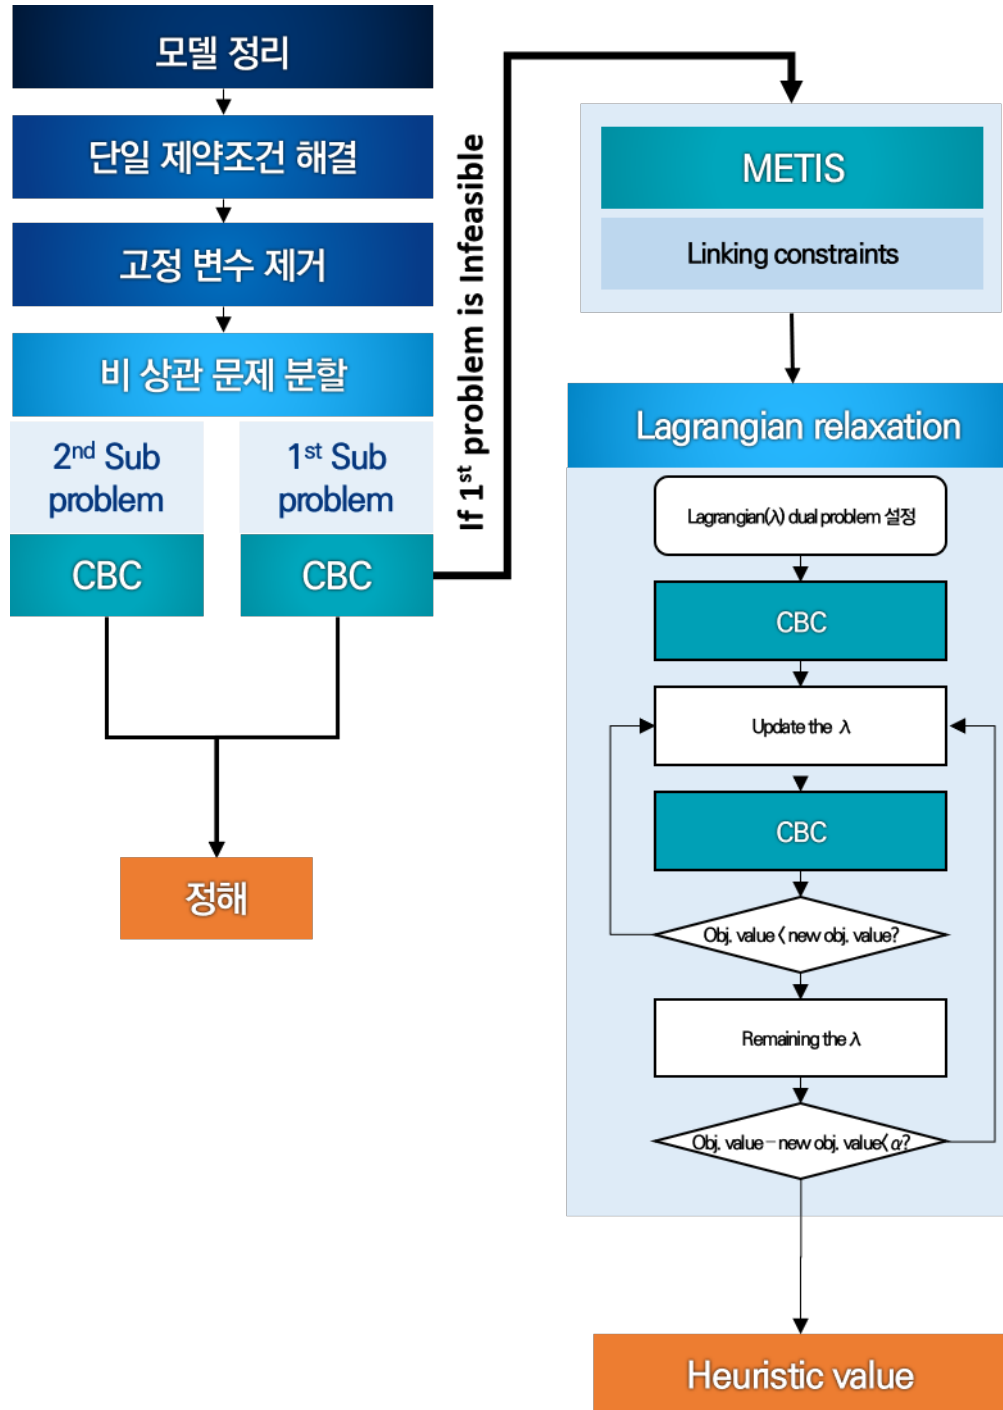 모델 정리
단일 제약조건 해결
고정 변수 제거
비 상관 문제 분할
2nd Sub
problem
1st Sub
problem
CBC
CBC
정해
If 1st problem is Infeasible
METIS
Linking constraints
Lagrangian relaxation
Lagrangian(λ) dual problem 설정
CBC
Update the λ
CBC
Obj. value < new obj. value?
Remaining the λ
Obj. value – new obj. value< α?
Heuristic value